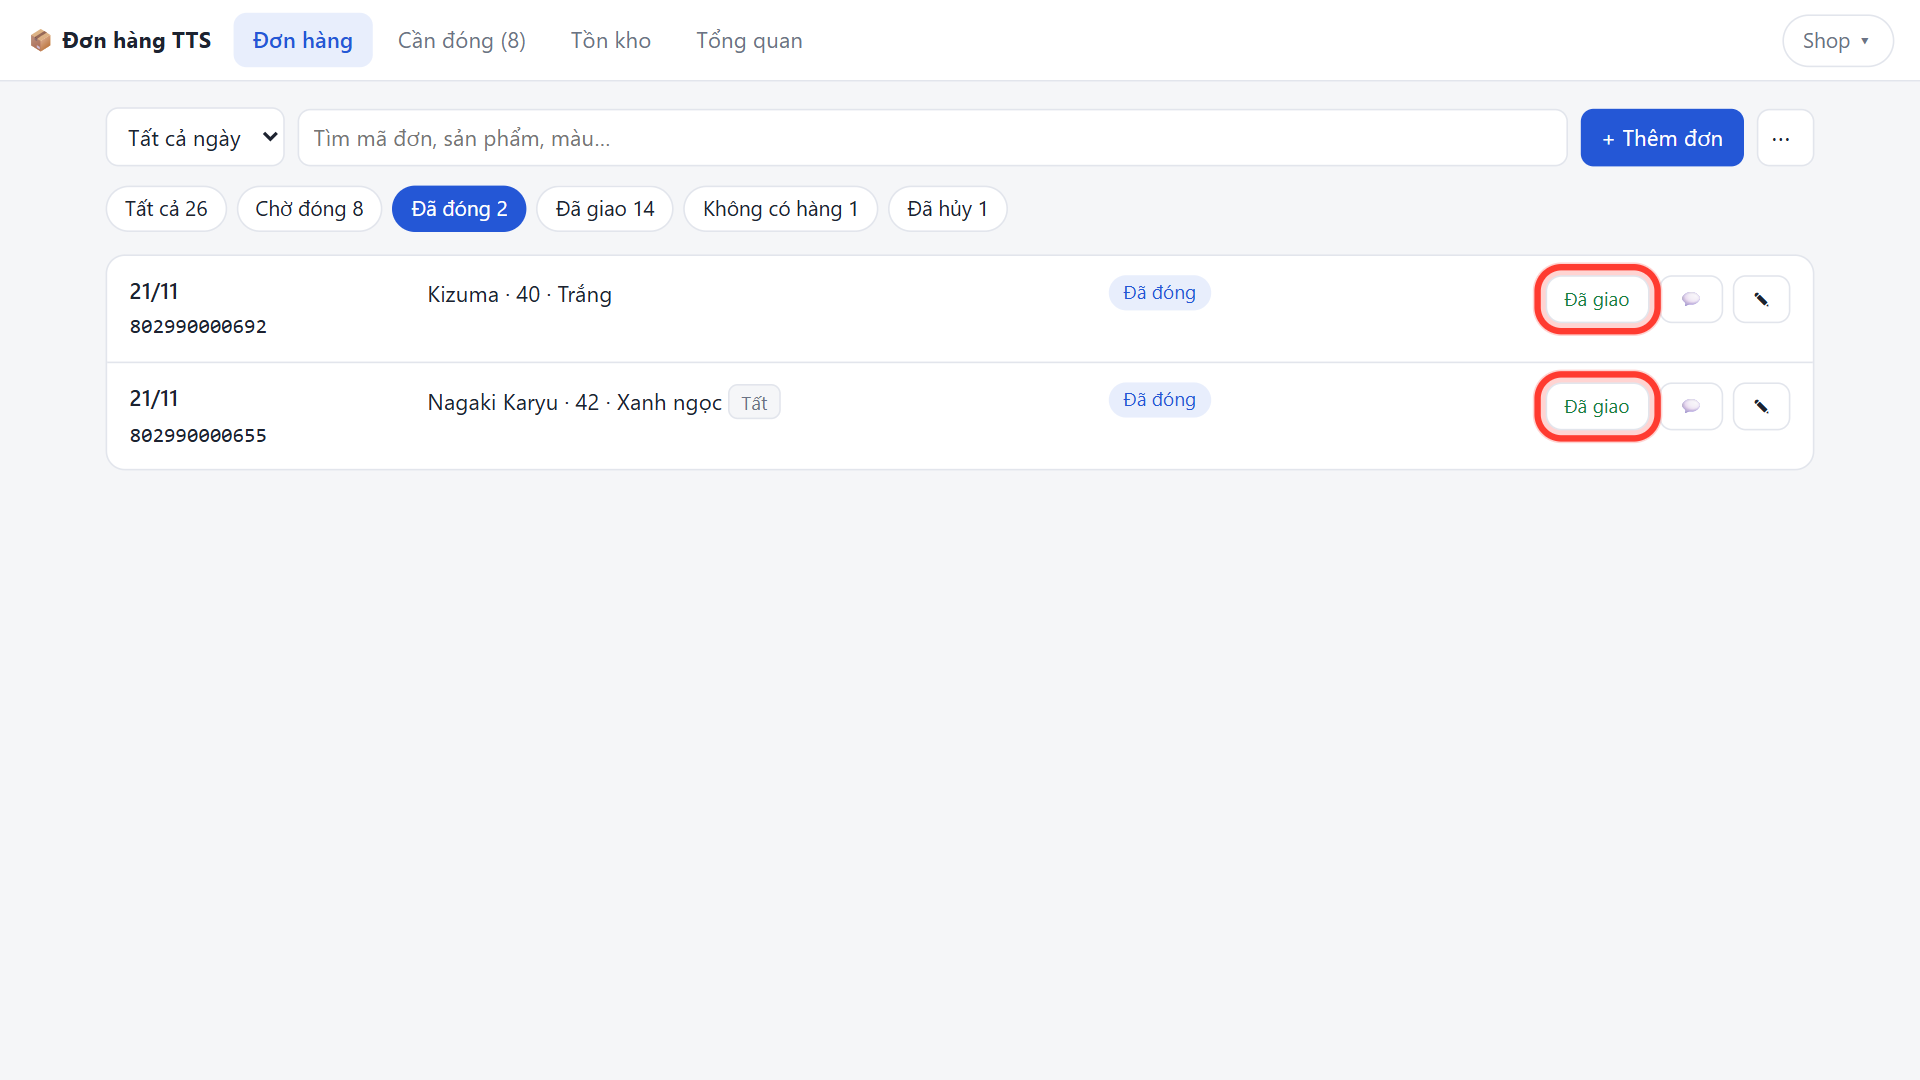 Đơn hàng TTS
Đơn hàng
Cần đóng (8)
Tồn kho
Tổng quan
Shop ▾
Tất cả ngày
Tìm mã đơn, sản phẩm, màu...
+ Thêm đơn
...
Tất cả 26
Chờ đóng 8
Đã đóng 2
Đã giao 14
Không có hàng 1
Đã hủy 1
21/11
802990000692
Kizuma · 40 · Trắng
Đã đóng
Đã giao
21/11
802990000655
Nagaki Karyu · 42 · Xanh ngọc Tất
Đã đóng
Đã giao